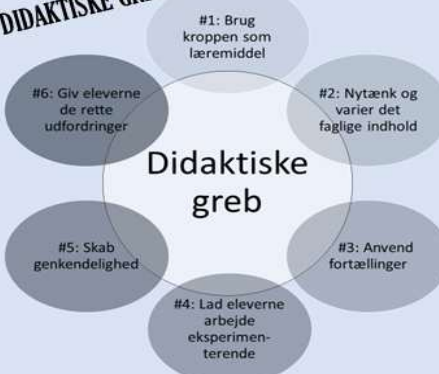 DIDAKTISKE
#1: Brug
kroppen som
læremiddel
#2: Nytænk og
varier det
faglige indhold
#3: Anvend
fortællinger
#4: Lad eleverne
arbejde
eksperimen-
terende
#5: Skab
genkendelighed
#6: Giv eleverne
de rette
udfordringer
Didaktiske
greb